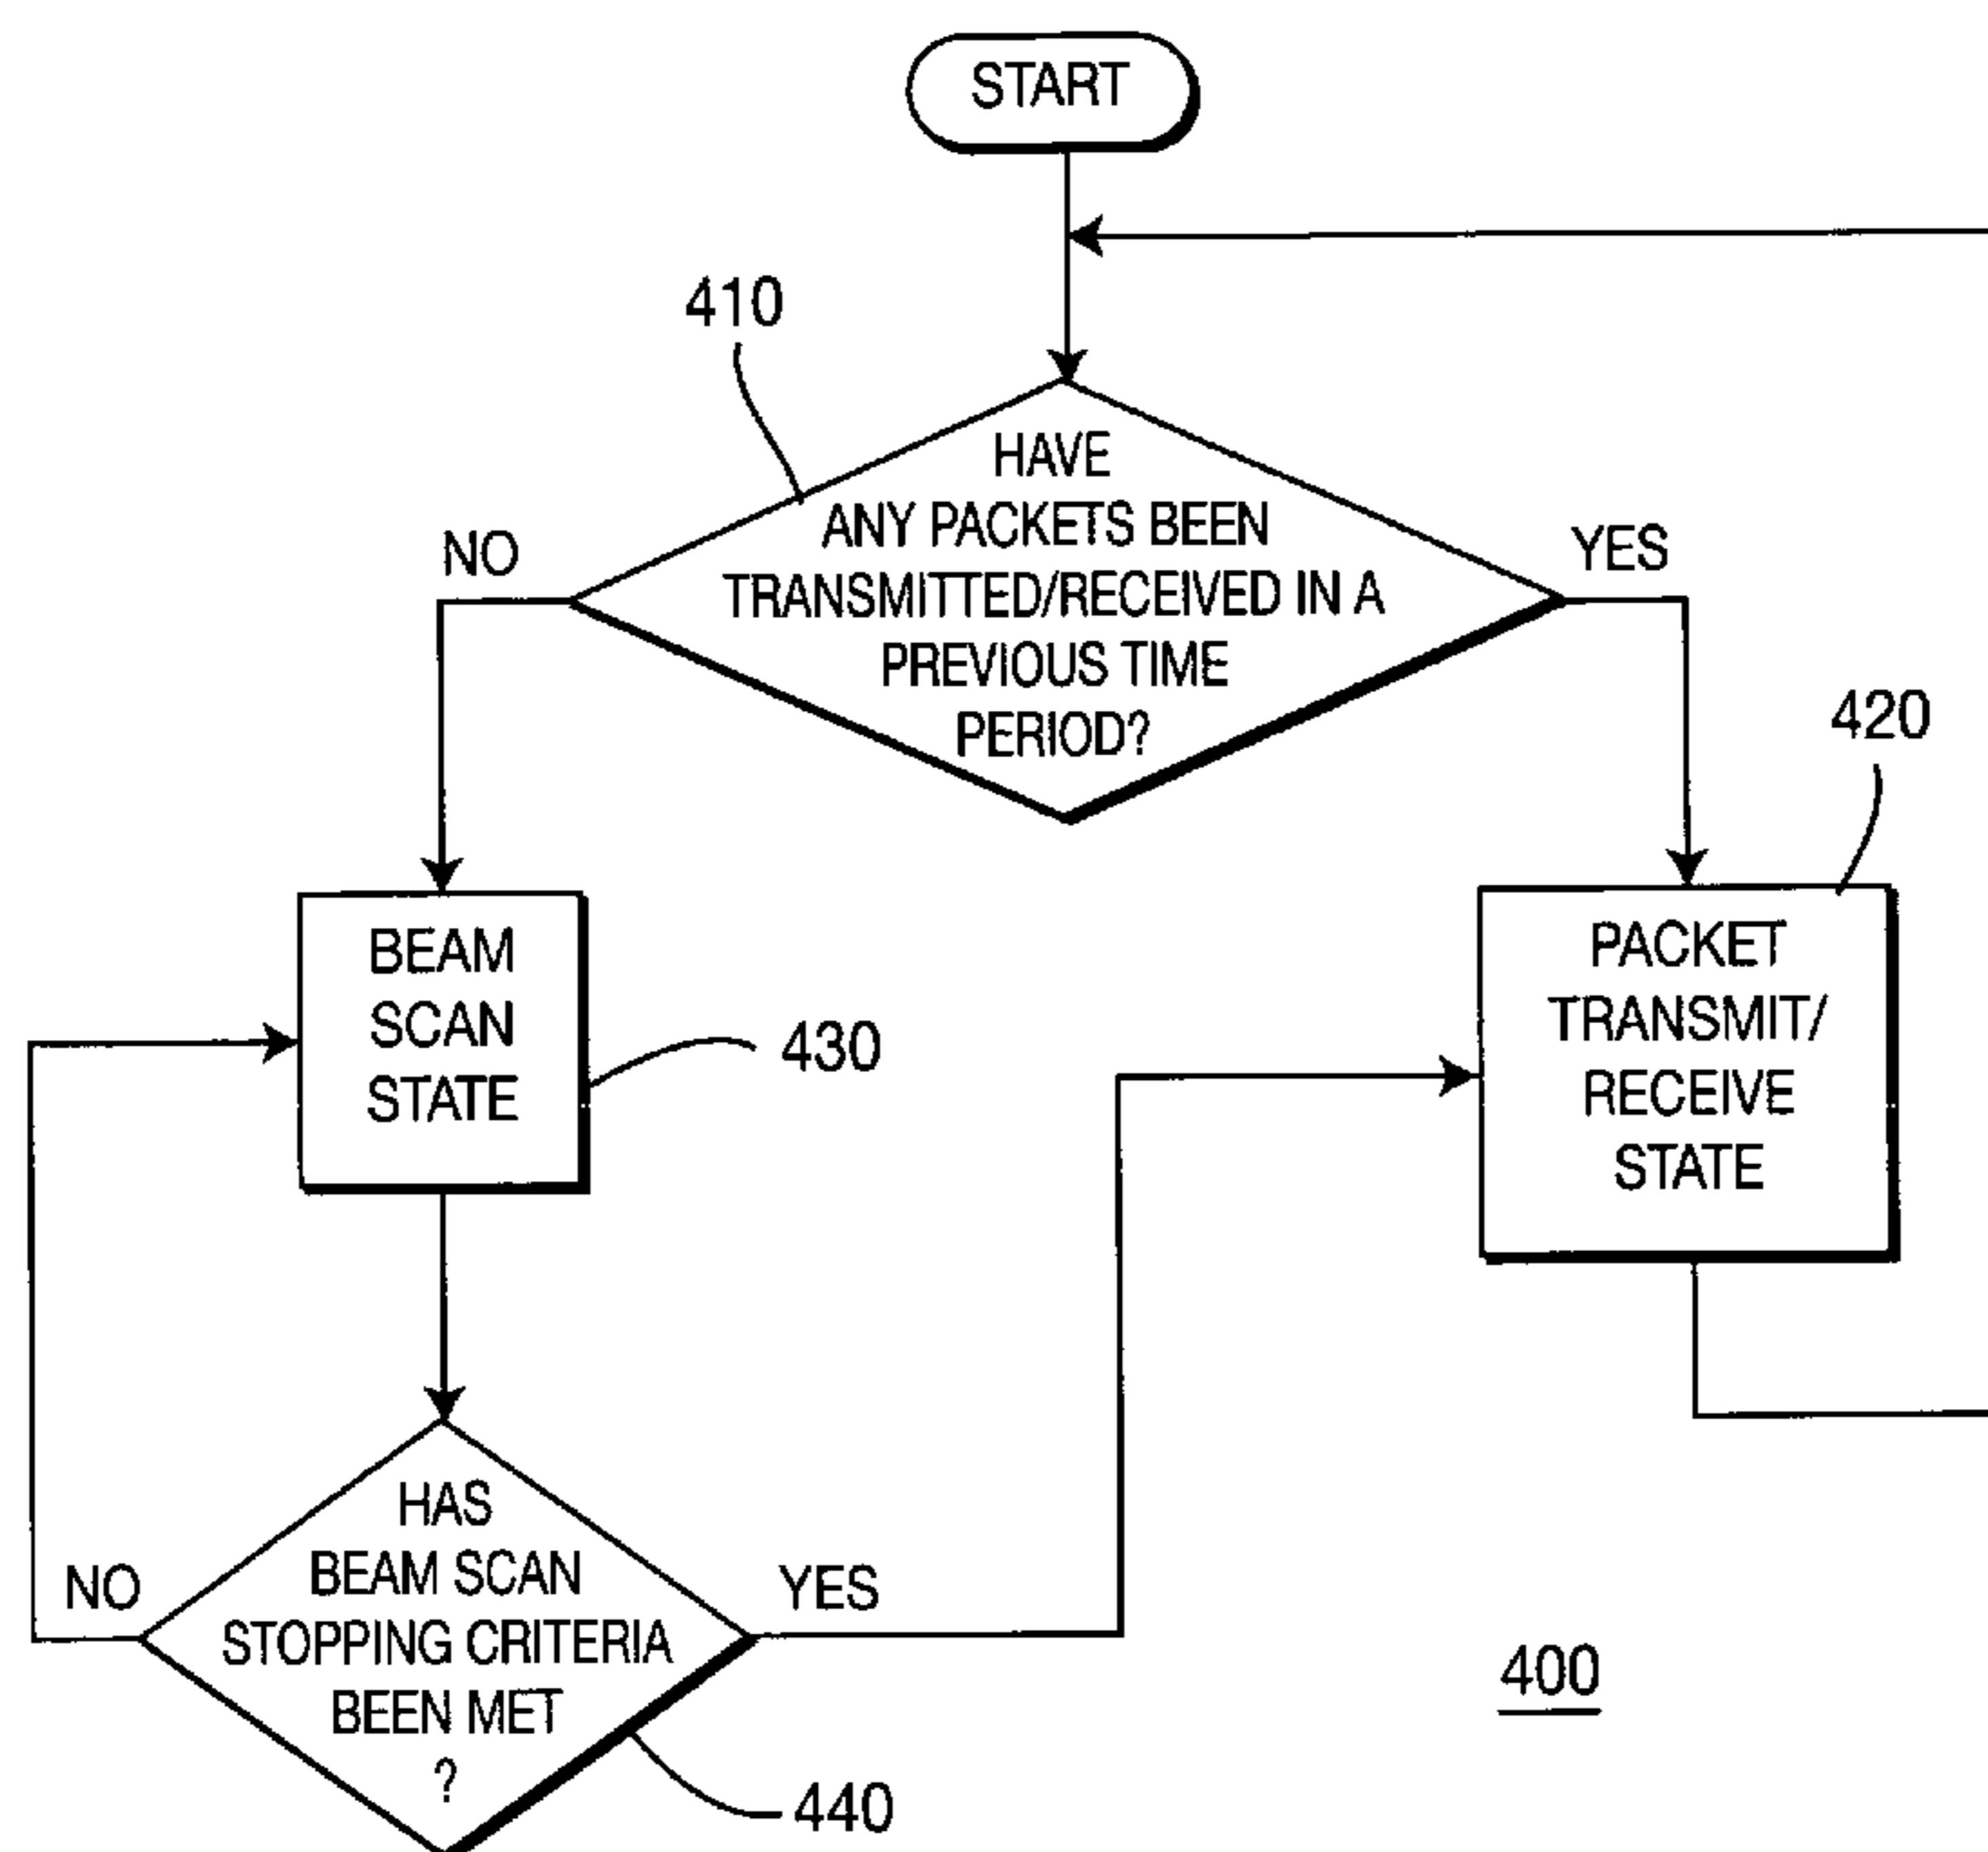 START
410
HAVE
ANY PACKETS BEEN
TRANSMITTED/RECEIVED IN A
PREVIOUS TIME
PERIOD?
NO
YES
420
BEAM
SCAN
STATE
430
PACKET
TRANSMIT/
RECEIVE
STATE
HAS
BEAM SCAN
STOPPING CRITERIA
BEEN MET
?
NO
YES
440
400